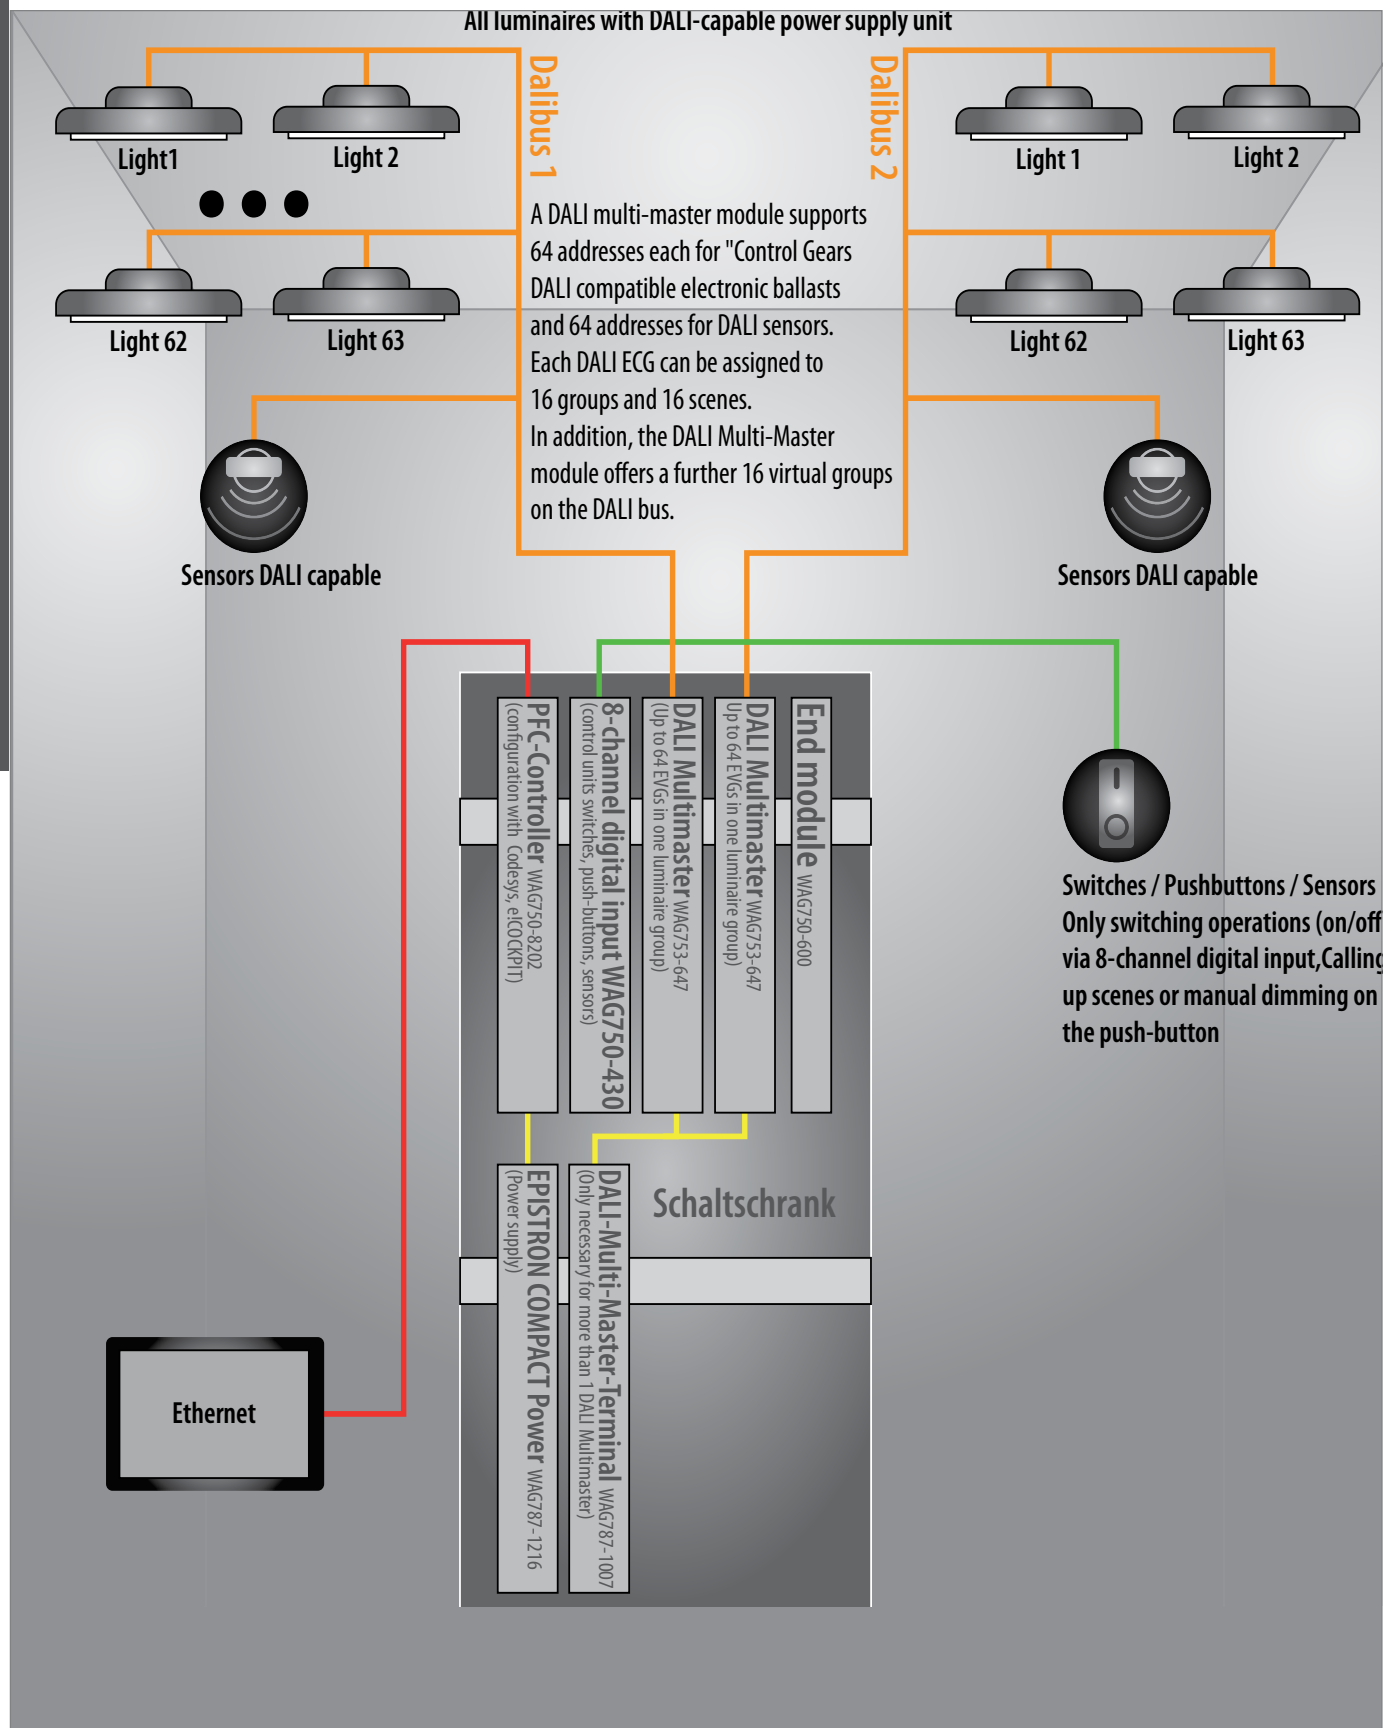 All luminaires with DALI-capable power supply unit
Dalibus 1
Dalibus 2
Light1
Light 2
Light 1
Light 2
A DALI multi-master module supports
64 addresses each for "Control Gears
DALI compatible electronic ballasts
and 64 addresses for DALI sensors.
Each DALI ECG can be assigned to
16 groups and 16 scenes.
In addition, the DALI Multi-Master
module offers a further 16 virtual groups
on the DALI bus.
Light 62
Light 63
Light 62
Light 63
Sensors DALI capable
Sensors DALI capable
PFC-Controller WAG750-8202
(configuration with Codesys, e!COCKPIT)
8-channel digital input WAG750-430
(control units switches, push-buttons, sensors)
DALI Multimaster WAG753-647
(Up to 64 EVGs in one luminaire group)
DALI Multimaster WAG753-647
Up to 64 EVGs in one luminaire group)
End module WAG750-600
Switches / Pushbuttons / Sensors
Only switching operations (on/off
via 8-channel digital input,Calling
up scenes or manual dimming on
the push-button
EPISTRON COMPACT Power WAG787-1216
(Power supply)
DALI-Multi-Master-Terminal WAG787-1007
(Only necessary for more than 1 DALI Multimaster)
Schaltschrank
Ethernet